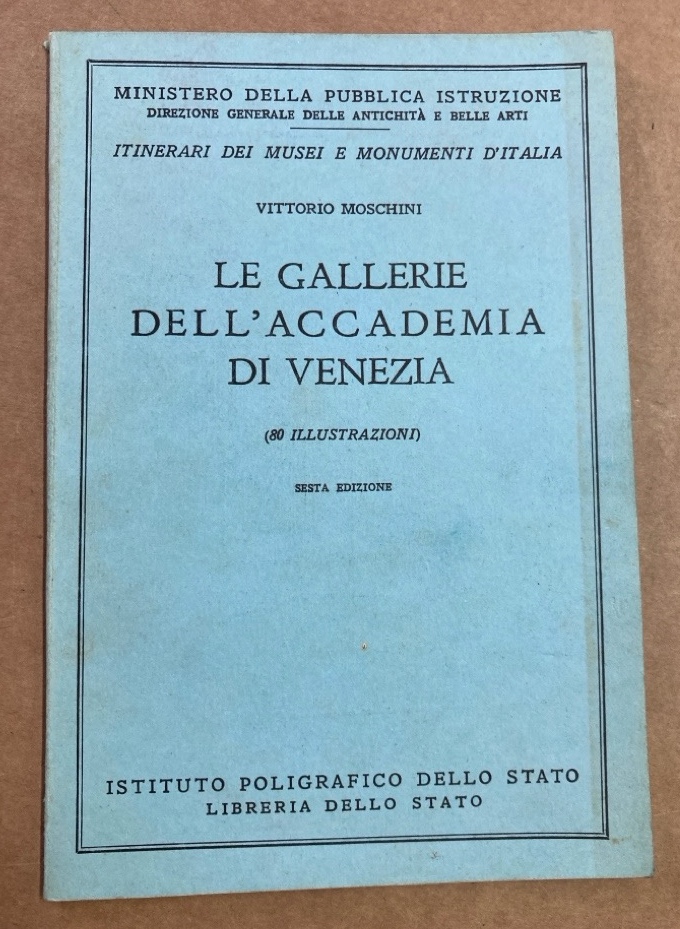 MINISTERO DELLA PUBBLICA ISTRUZIONE
DIREZIONE GENERALE DELLE ANTICHITÀ E BELLE ARTI
ITINERARI DEI MUSEI E MONUMENTI D'ITALIA
VITTORIO MOSCHINI
LE GALLERIE
DELL'ACCADEMIA
DI VENEZIA
(80 ILLUSTRAZIONI)
SESTA EDIZIONE
ISTITUTO POLIGRAFICO DELLO STATO
LIBRERIA DELLO STATO